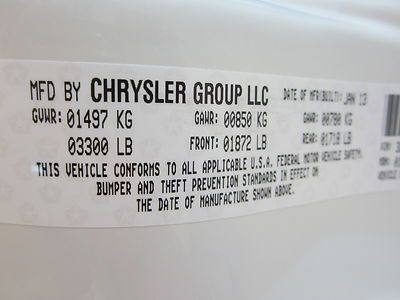 MFD BY CHRYSLER GROUP LLC DATE OF MFR(BUILT): JAN 13
GVWR: 01497 KG GAWR: 00850 KG GAWR: 00780 KG
03300 LB FRONT: 01872 LB REAR: 01718 LB
THIS VEHICLE CONFORMS TO ALL APPLICABLE U.S.A. FEDERAL MOTOR VEHICLE SAFETY,
BUMPER AND THEFT PREVENTION STANDARDS IN EFFECT ON
THE DATE OF MANUFACTURE SHOWN ABOVE.